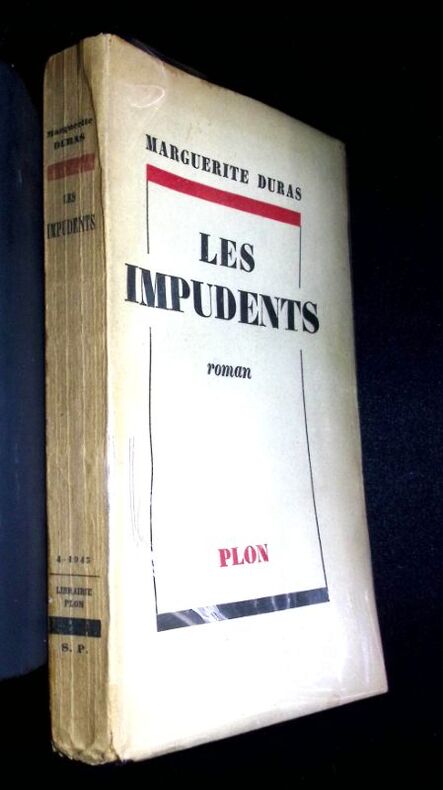 Marguerite
DURAS
LES
IMPUDENTS
4-1943
LIBRAIRIE
PLON
S. P.
MARGUERITE DURAS
LES
IMPUDENTS
roman
PLON